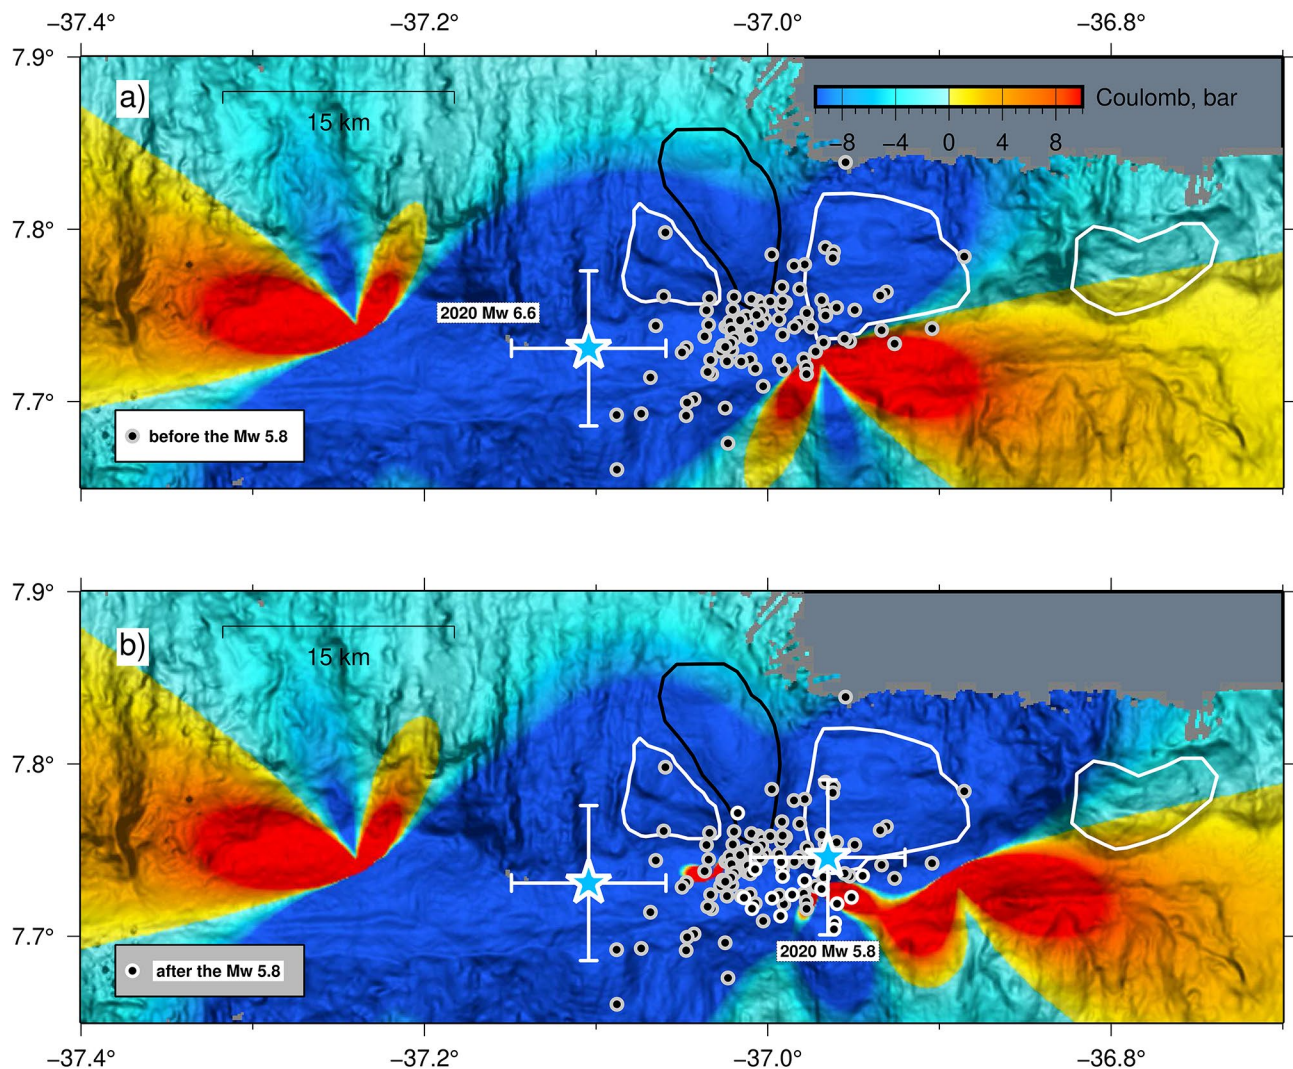 −37.4° −37.2° −37.0° −36.8°
7.9°
a)
15 km
Coulomb, bar
−8 −4 0 4 8
7.8°
2020 Mw 6.6
7.7°
before the Mw 5.8
7.9°
b)
15 km
7.8°
7.7°
2020 Mw 5.8
after the Mw 5.8
−37.4° −37.2° −37.0° −36.8°